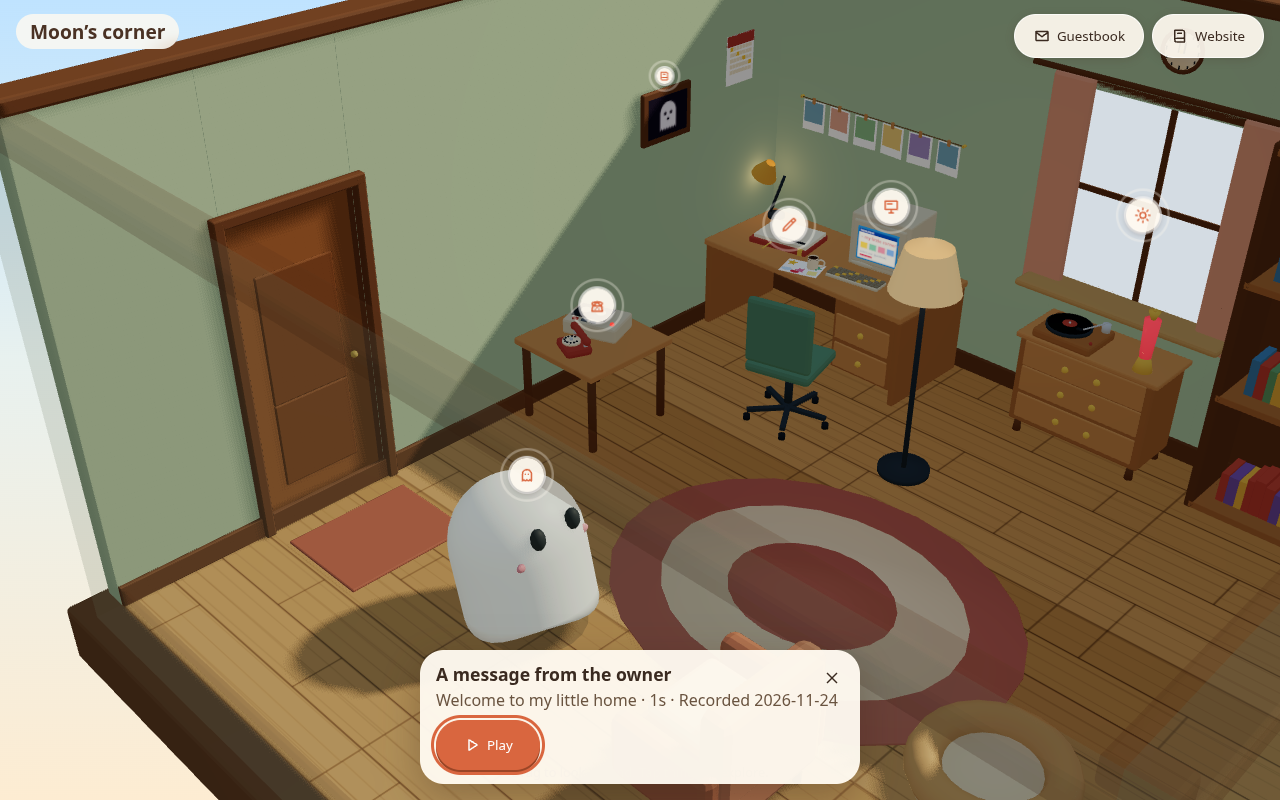 Moon's corner
Guestbook
Website
A message from the owner
Welcome to my little home · 1s · Recorded 2026-11-24
Play